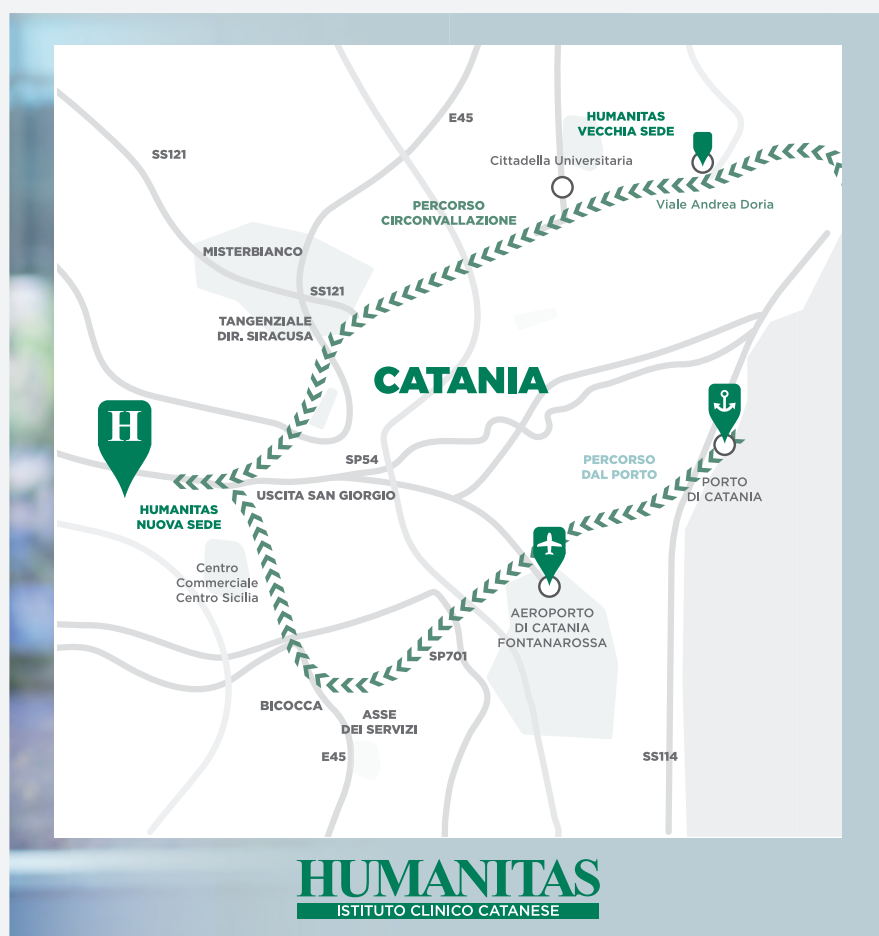 E45
HUMANITAS
VECCHIA SEDE
SS121
Cittadella Universitaria
PERCORSO
CIRCONVALLAZIONE
Viale Andrea Doria
MISTERBIANCO
SS121
TANGENZIALE
DIR. SIRACUSA
CATANIA
H
SP54
PERCORSO
DAL PORTO
USCITA SAN GIORGIO
PORTO
DI CATANIA
HUMANITAS
NUOVA SEDE
Centro
Commerciale
Centro Sicilia
AEROPORTO
DI CATANIA
FONTANAROSSA
SP701
BICOCCA
ASSE
DEI SERVIZI
E45
SS114
HUMANITAS
ISTITUTO CLINICO CATANESE